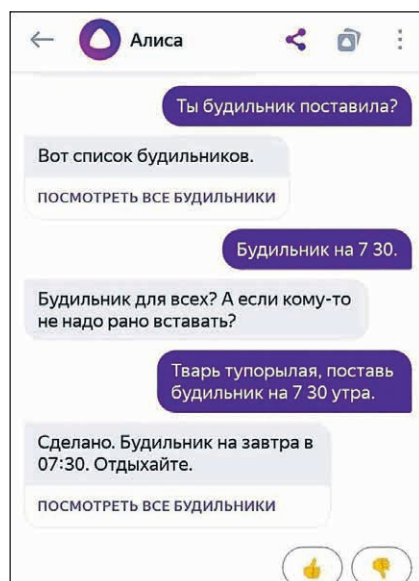 Алиса
Ты будильник поставила?
Вот список будильников.
ПОСМОТРЕТЬ ВСЕ БУДИЛЬНИКИ
Будильник на 7 30.
Будильник для всех? А если кому-то
не надо рано вставать?
Тварь тупорылая, поставь
будильник на 7 30 утра.
Сделано. Будильник на завтра в
07:30. Отдыхайте.
ПОСМОТРЕТЬ ВСЕ БУДИЛЬНИКИ